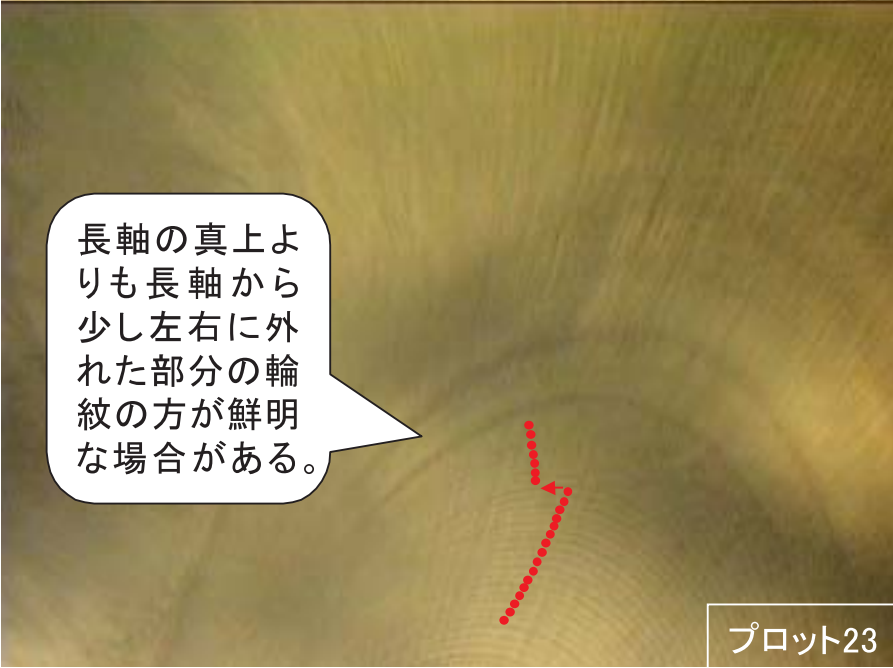 長軸の真上よ
りも長軸から
少し左右に外
れた部分の輪
紋の方が鮮明
な場合がある。
プロット23